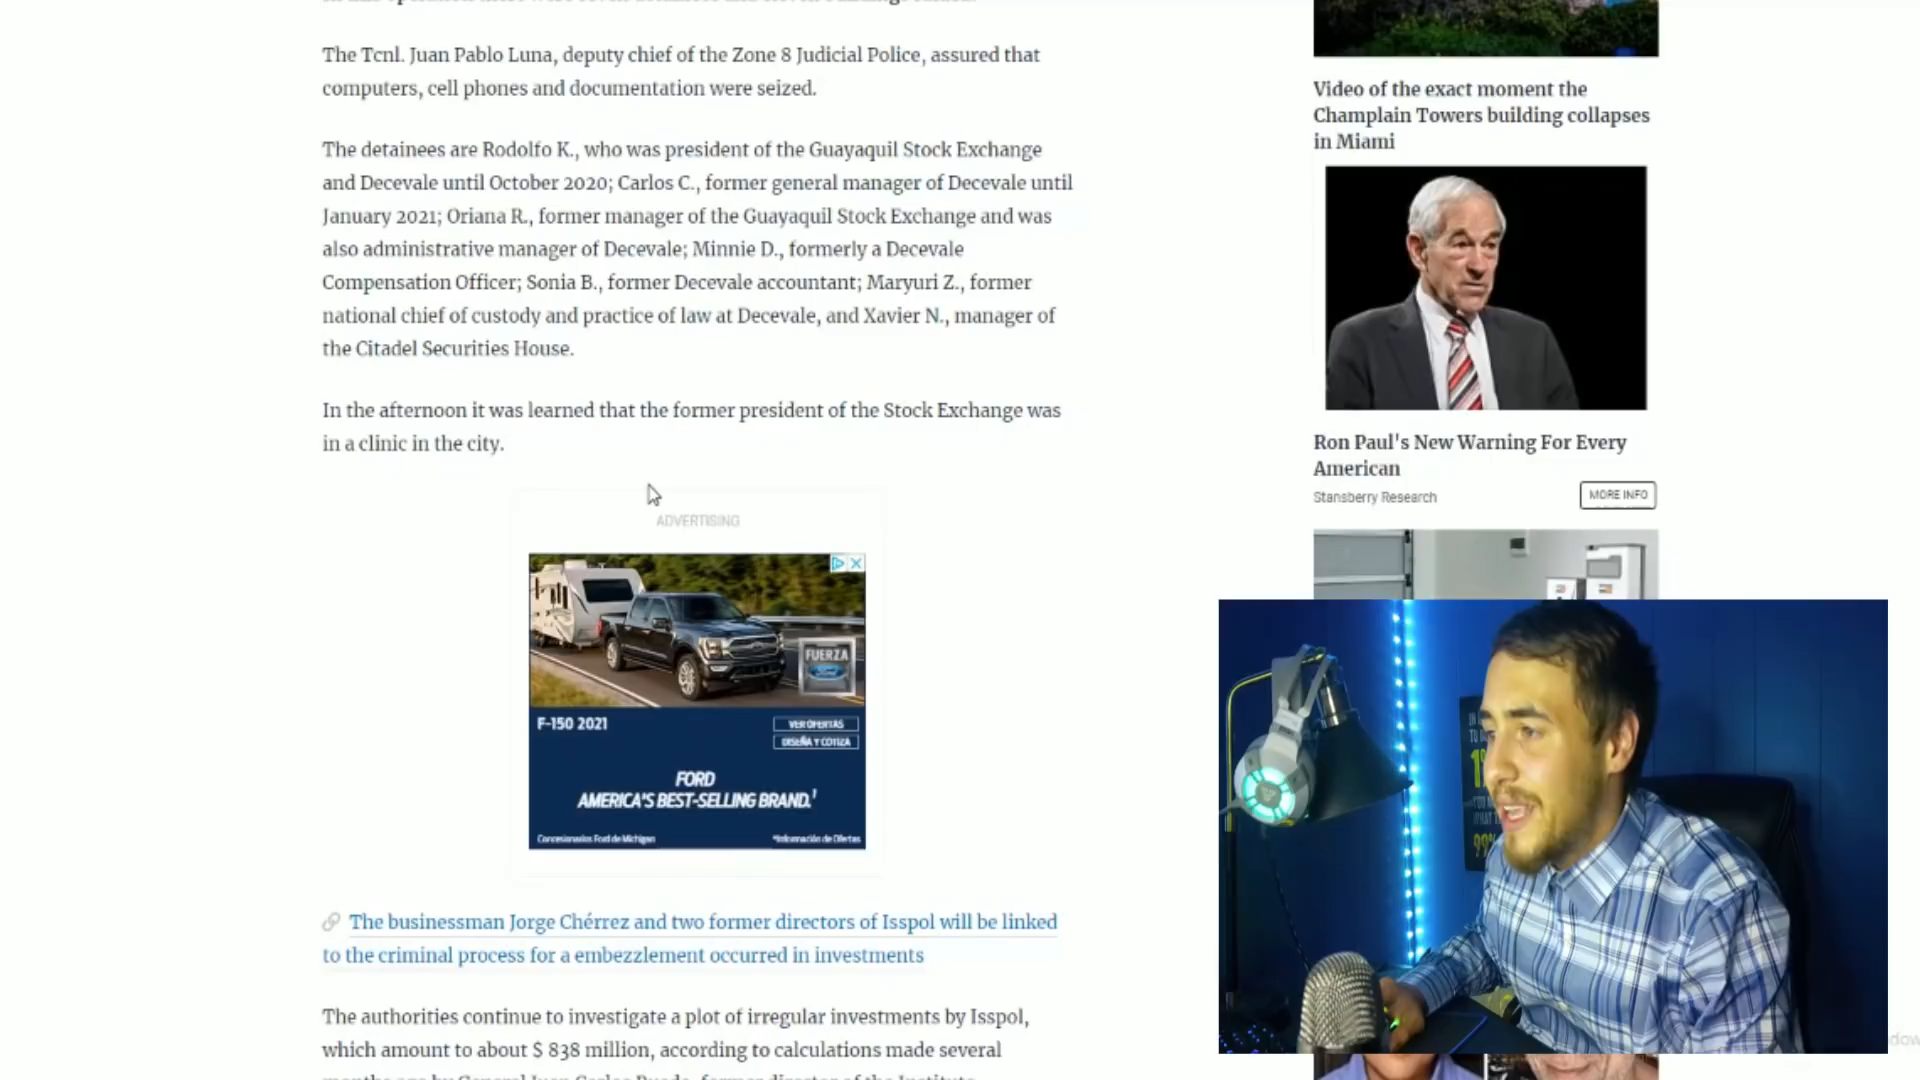 The Tcnl. Juan Pablo Luna, deputy chief of the Zone 8 Judicial Police, assured that
computers, cell phones and documentation were seized.
The detainees are Rodolfo K., who was president of the Guayaquil Stock Exchange
and Decevale until October 2020; Carlos C., former general manager of Decevale until
January 2021; Oriana R., former manager of the Guayaquil Stock Exchange and was
also administrative manager of Decevale; Minnie D., formerly a Decevale
Compensation Officer; Sonia B., former Decevale accountant; Maryuri Z., former
national chief of custody and practice of law at Decevale, and Xavier N., manager of
the Citadel Securities House.
In the afternoon it was learned that the former president of the Stock Exchange was
in a clinic in the city.
ADVERTISING
FUERZA
Ford
F-150 2021
VER OFERTAS
DISEÑA Y COTIZA
FORD
AMERICA'S BEST-SELLING BRAND.¹
Concesionarios Ford de Michigan
*Información de Ofertas
The businessman Jorge Chérrez and two former directors of Isspol will be linked
to the criminal process for a embezzlement occurred in investments
The authorities continue to investigate a plot of irregular investments by Isspol,
which amount to about $ 838 million, according to calculations made several
Video of the exact moment the
Champlain Towers building collapses
in Miami
Ron Paul's New Warning For Every
American
Stansberry Research
MORE INFO